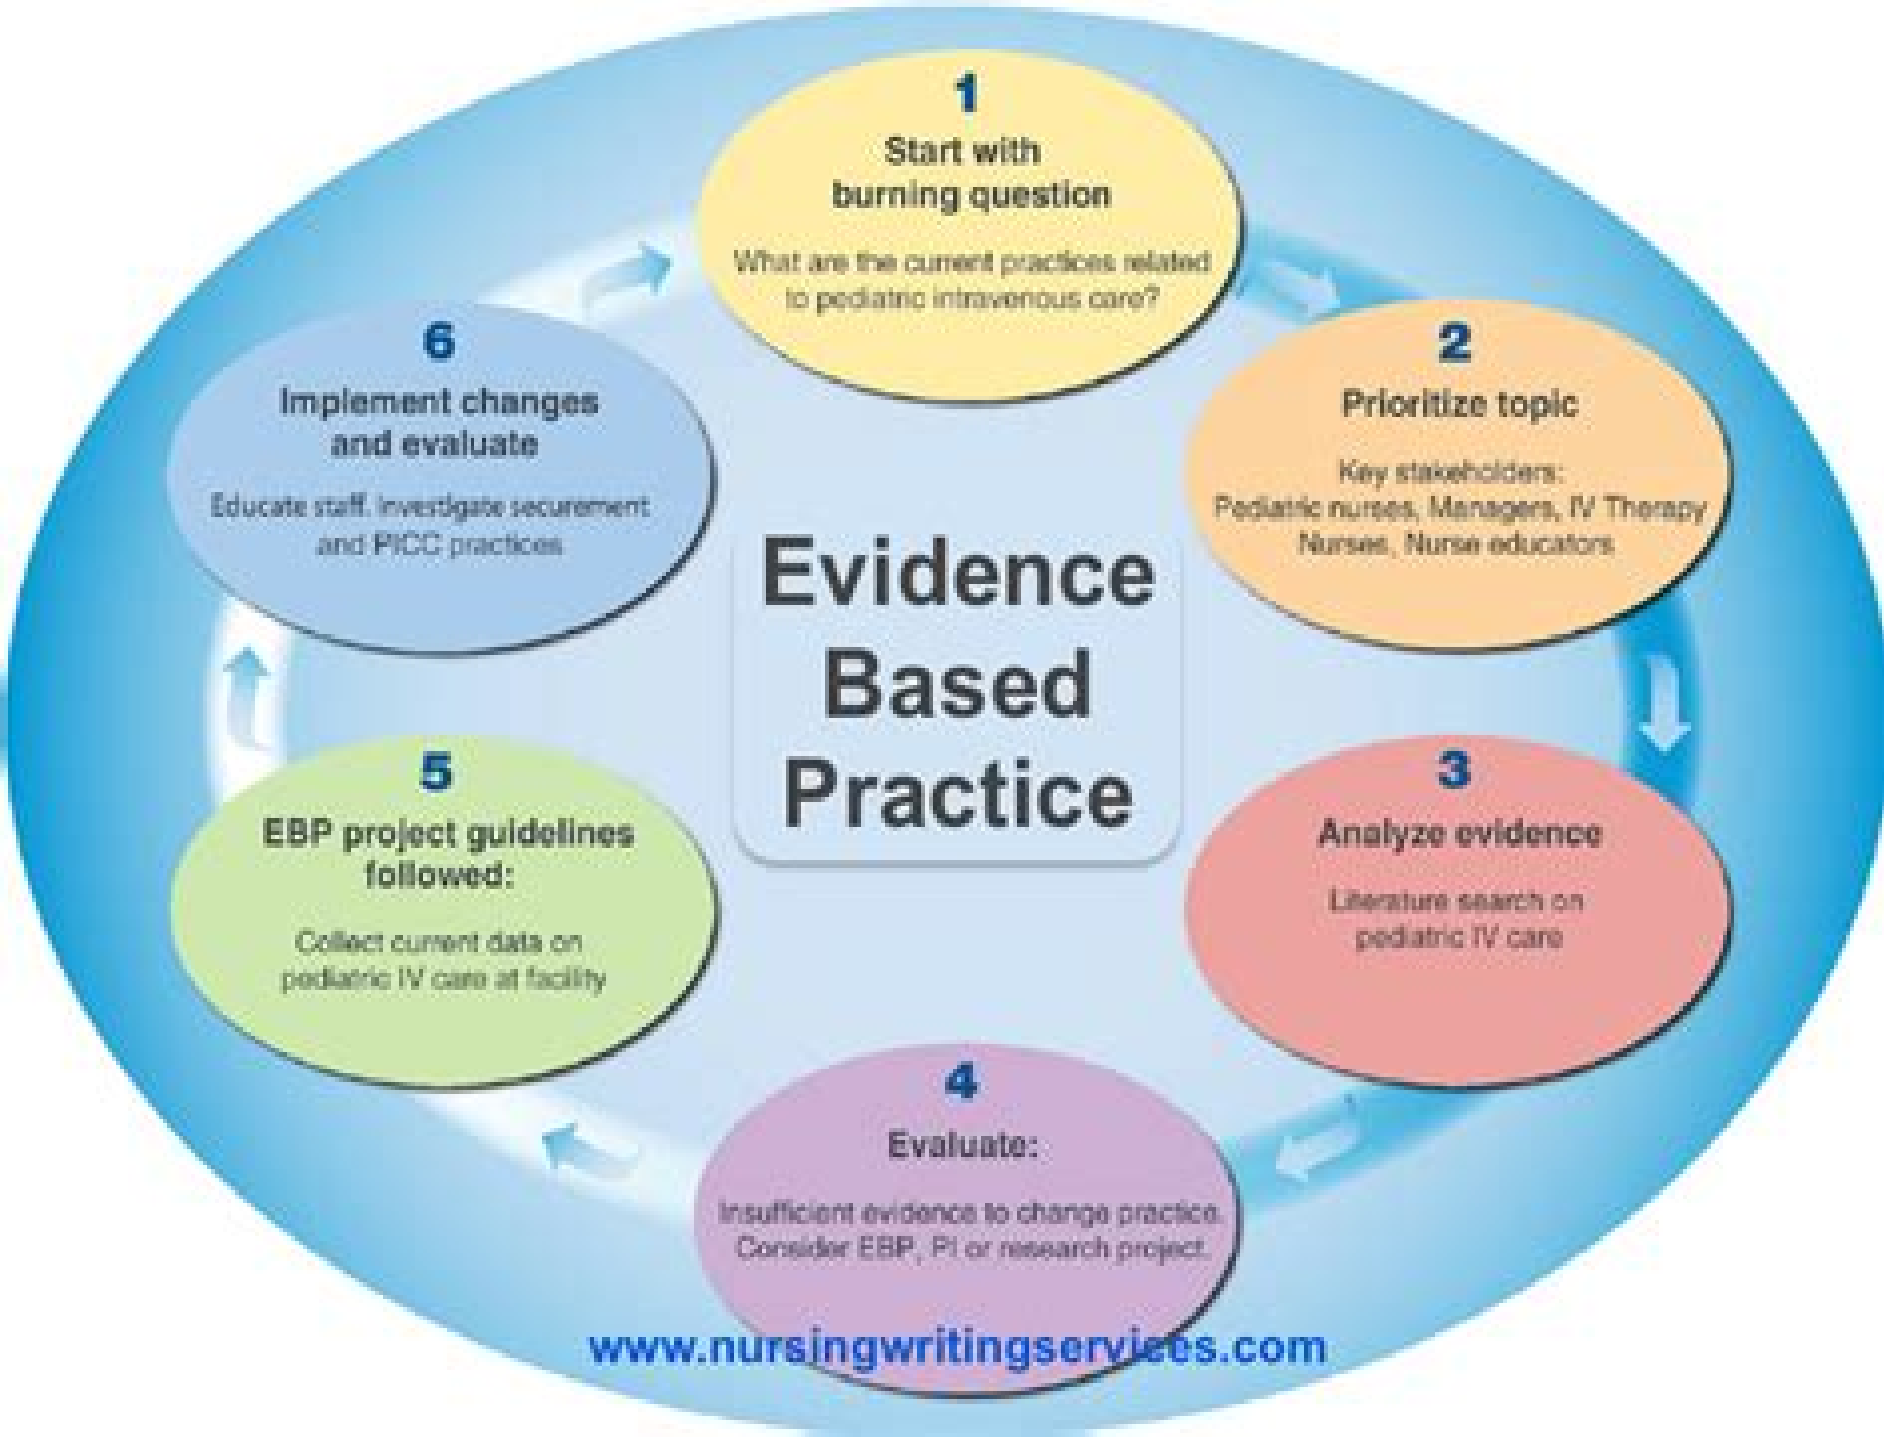 1
Start with
burning question
What are the current practices related
to pediatric intravenous care?
2
Prioritize topic
Key stakeholders:
Pediatric nurses, Managers, IV Therapy
Nurses, Nurse educators
3
Analyze evidence
Literature search on
pediatric IV care
4
Evaluate:
Insufficient evidence to change practice.
Consider EBP, PI or research project.
5
EBP project guidelines
followed:
Collect current data on
pediatric IV care at facility
6
Implement changes
and evaluate
Educate staff. Investigate securement
and PICC practices
Evidence
Based
Practice
www.nursingwritingservices.com